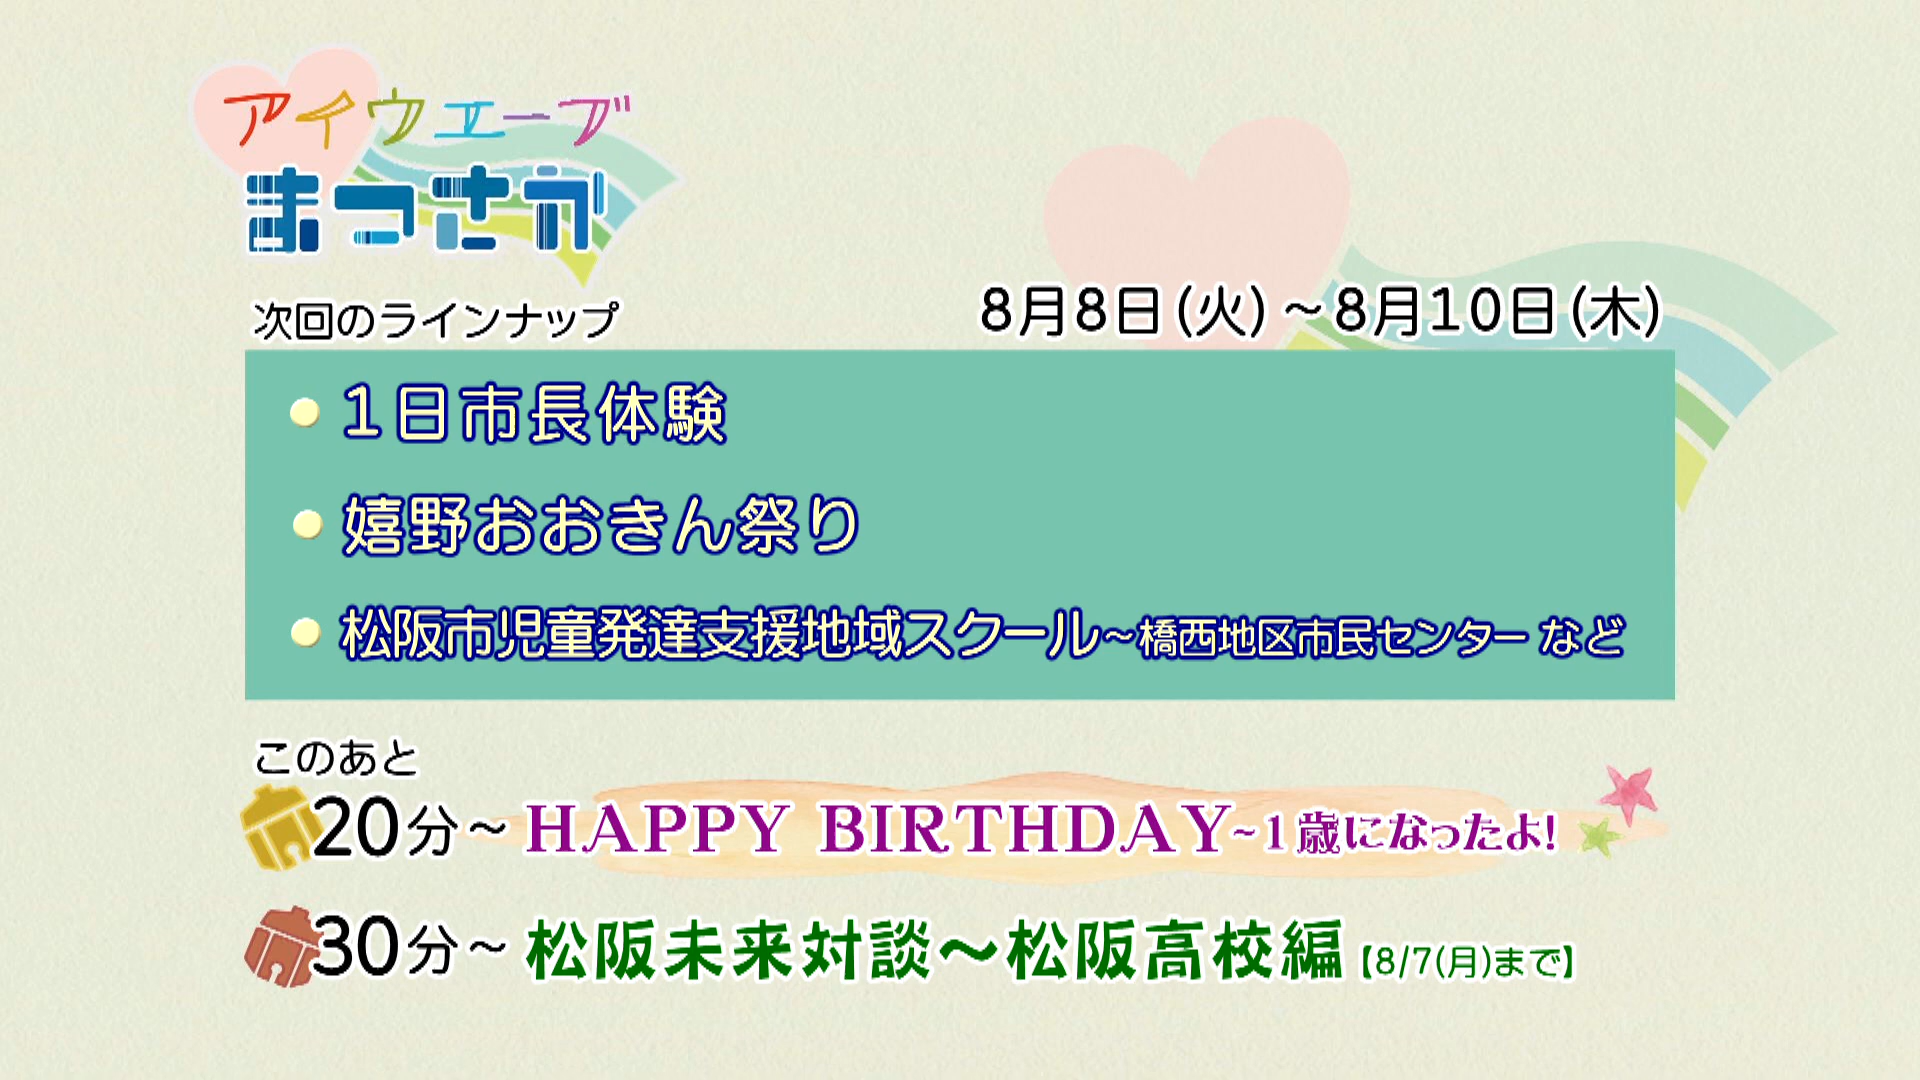 アイウエーブ
まつさか
次回のラインナップ 8月8日(火)～8月10日(木)
● 1日市長体験
● 嬉野おおきん祭り
● 松阪市児童発達支援地域スクール～橋西地区市民センター など
このあと
20分～ HAPPY BIRTHDAY~1歳になったよ!
30分～ 松阪未来対談～松阪高校編【8/7(月)まで】